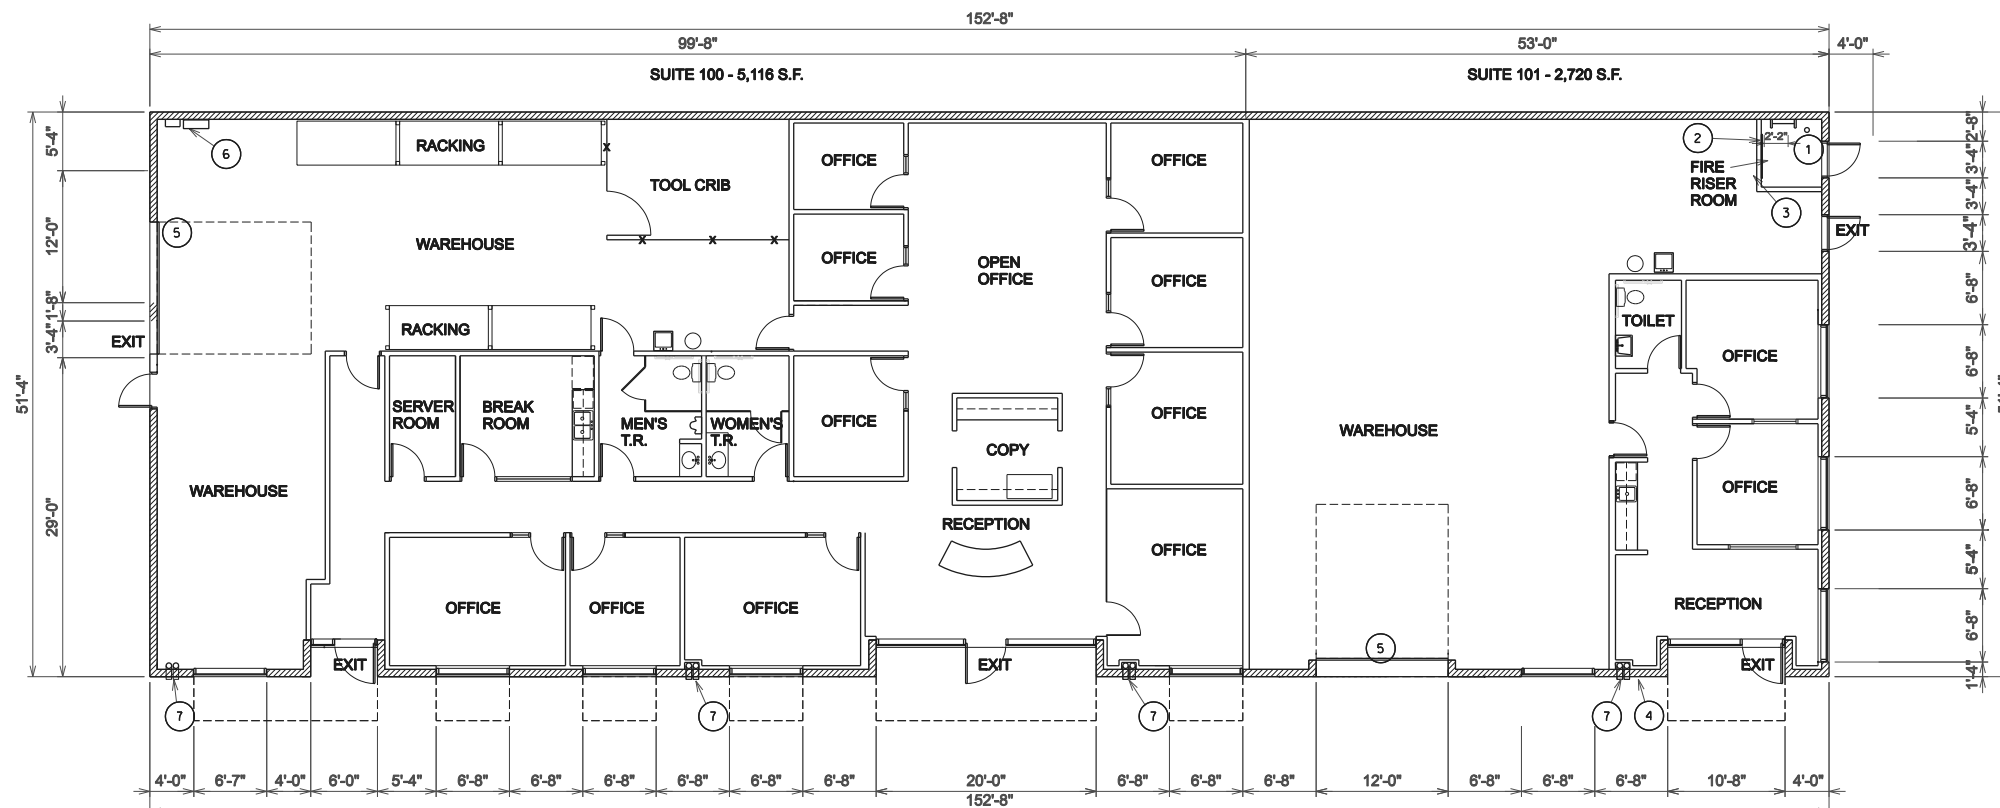 152'-8"
99'-8"
53'-0"
4'-0"
SUITE 100 - 5,116 S.F.
SUITE 101 - 2,720 S.F.
5'-4"
12'-0"
1'-8"
3'-4"
29'-0"
51'-4"
6
5
RACKING
TOOL CRIB
WAREHOUSE
RACKING
EXIT
OFFICE
OFFICE
OPEN
OFFICE
OFFICE
OFFICE
SERVER
ROOM
BREAK
ROOM
MEN'S
T.R.
WOMEN'S
T.R.
OFFICE
COPY
OFFICE
WAREHOUSE
RECEPTION
OFFICE
OFFICE
OFFICE
OFFICE
EXIT
EXIT
WAREHOUSE
5
2
2'-2"
1
FIRE
RISER
ROOM
3
EXIT
TOILET
OFFICE
OFFICE
RECEPTION
EXIT
2'-8"
3'-4"
3'-4"
3'-4"
6'-8"
6'-8"
5'-4"
6'-8"
5'-4"
6'-8"
1'-4"
7
7
7
7
4
4'-0"
6'-7"
4'-0"
6'-0"
5'-4"
6'-8"
6'-8"
6'-8"
6'-8"
6'-8"
6'-8"
20'-0"
6'-8"
6'-8"
6'-8"
12'-0"
6'-8"
6'-8"
6'-8"
10'-8"
4'-0"
152'-8"